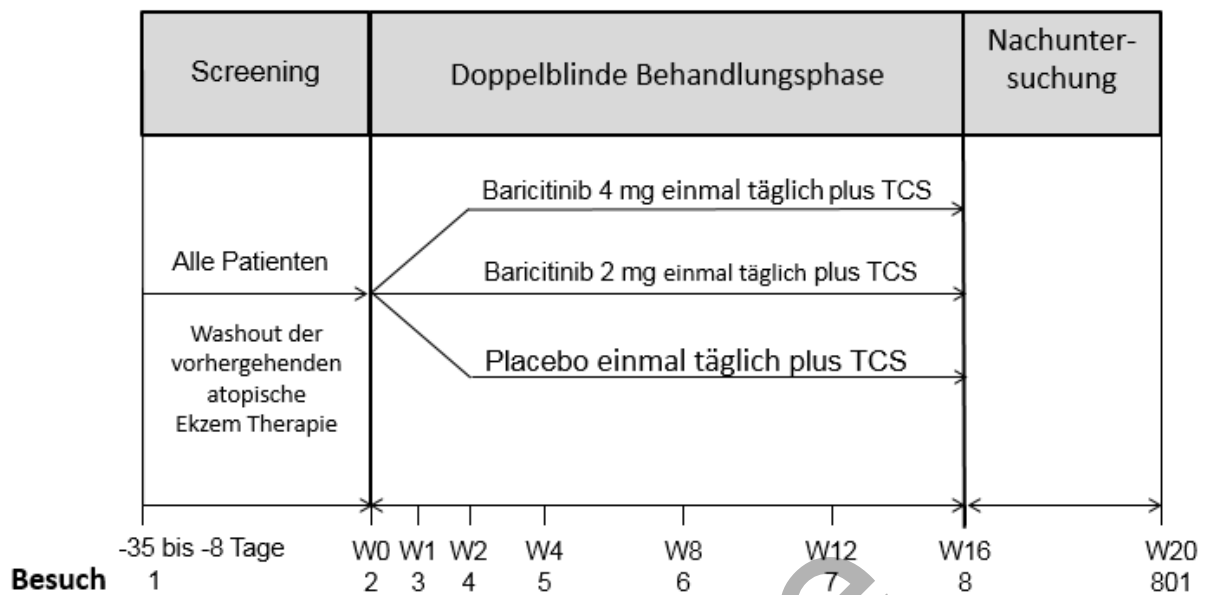 Screening
Doppelblinde Behandlungsphase
Nachunter-
suchung
Baricitinib 4 mg einmal täglich plus TCS
Alle Patienten
Baricitinib 2 mg einmal täglich plus TCS
Washout der
vorhergehenden
atopische
Ekzem Therapie
Placebo einmal täglich plus TCS
-35 bis -8 Tage W0 W1 W2 W4 W8 W12 W16 W20
Besuch 1 2 3 4 5 6 7 8 801